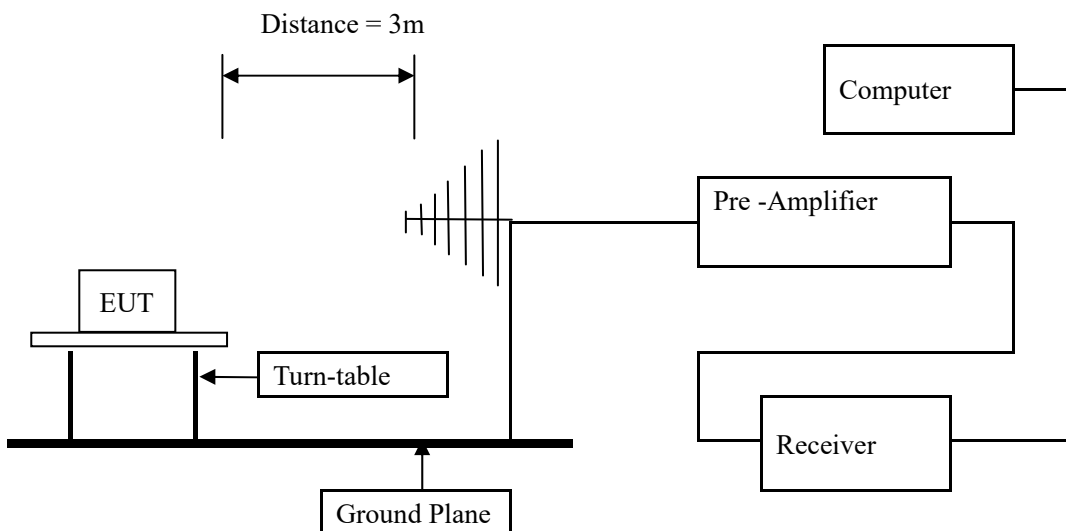 Distance = 3m
Computer
Pre -Amplifier
EUT
Turn-table
Receiver
Ground Plane